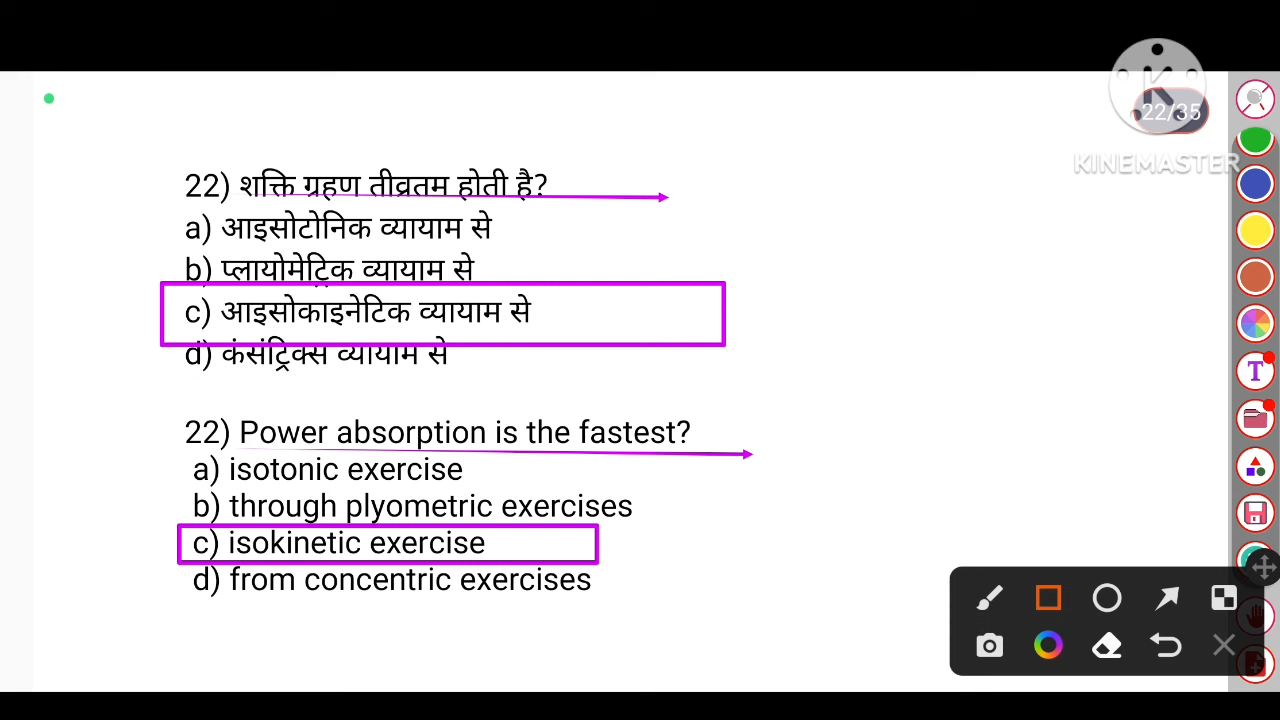 22/35
KINEMASTER
22) शक्ति ग्रहण तीव्रतम होती है?
a) आइसोटोनिक व्यायाम से
b) प्लायोमेट्रिक व्यायाम से
c) आइसोकाइनेटिक व्यायाम से
d) कंसंट्रिक्स व्यायाम से
22) Power absorption is the fastest?
a) isotonic exercise
b) through plyometric exercises
c) isokinetic exercise
d) from concentric exercises
T